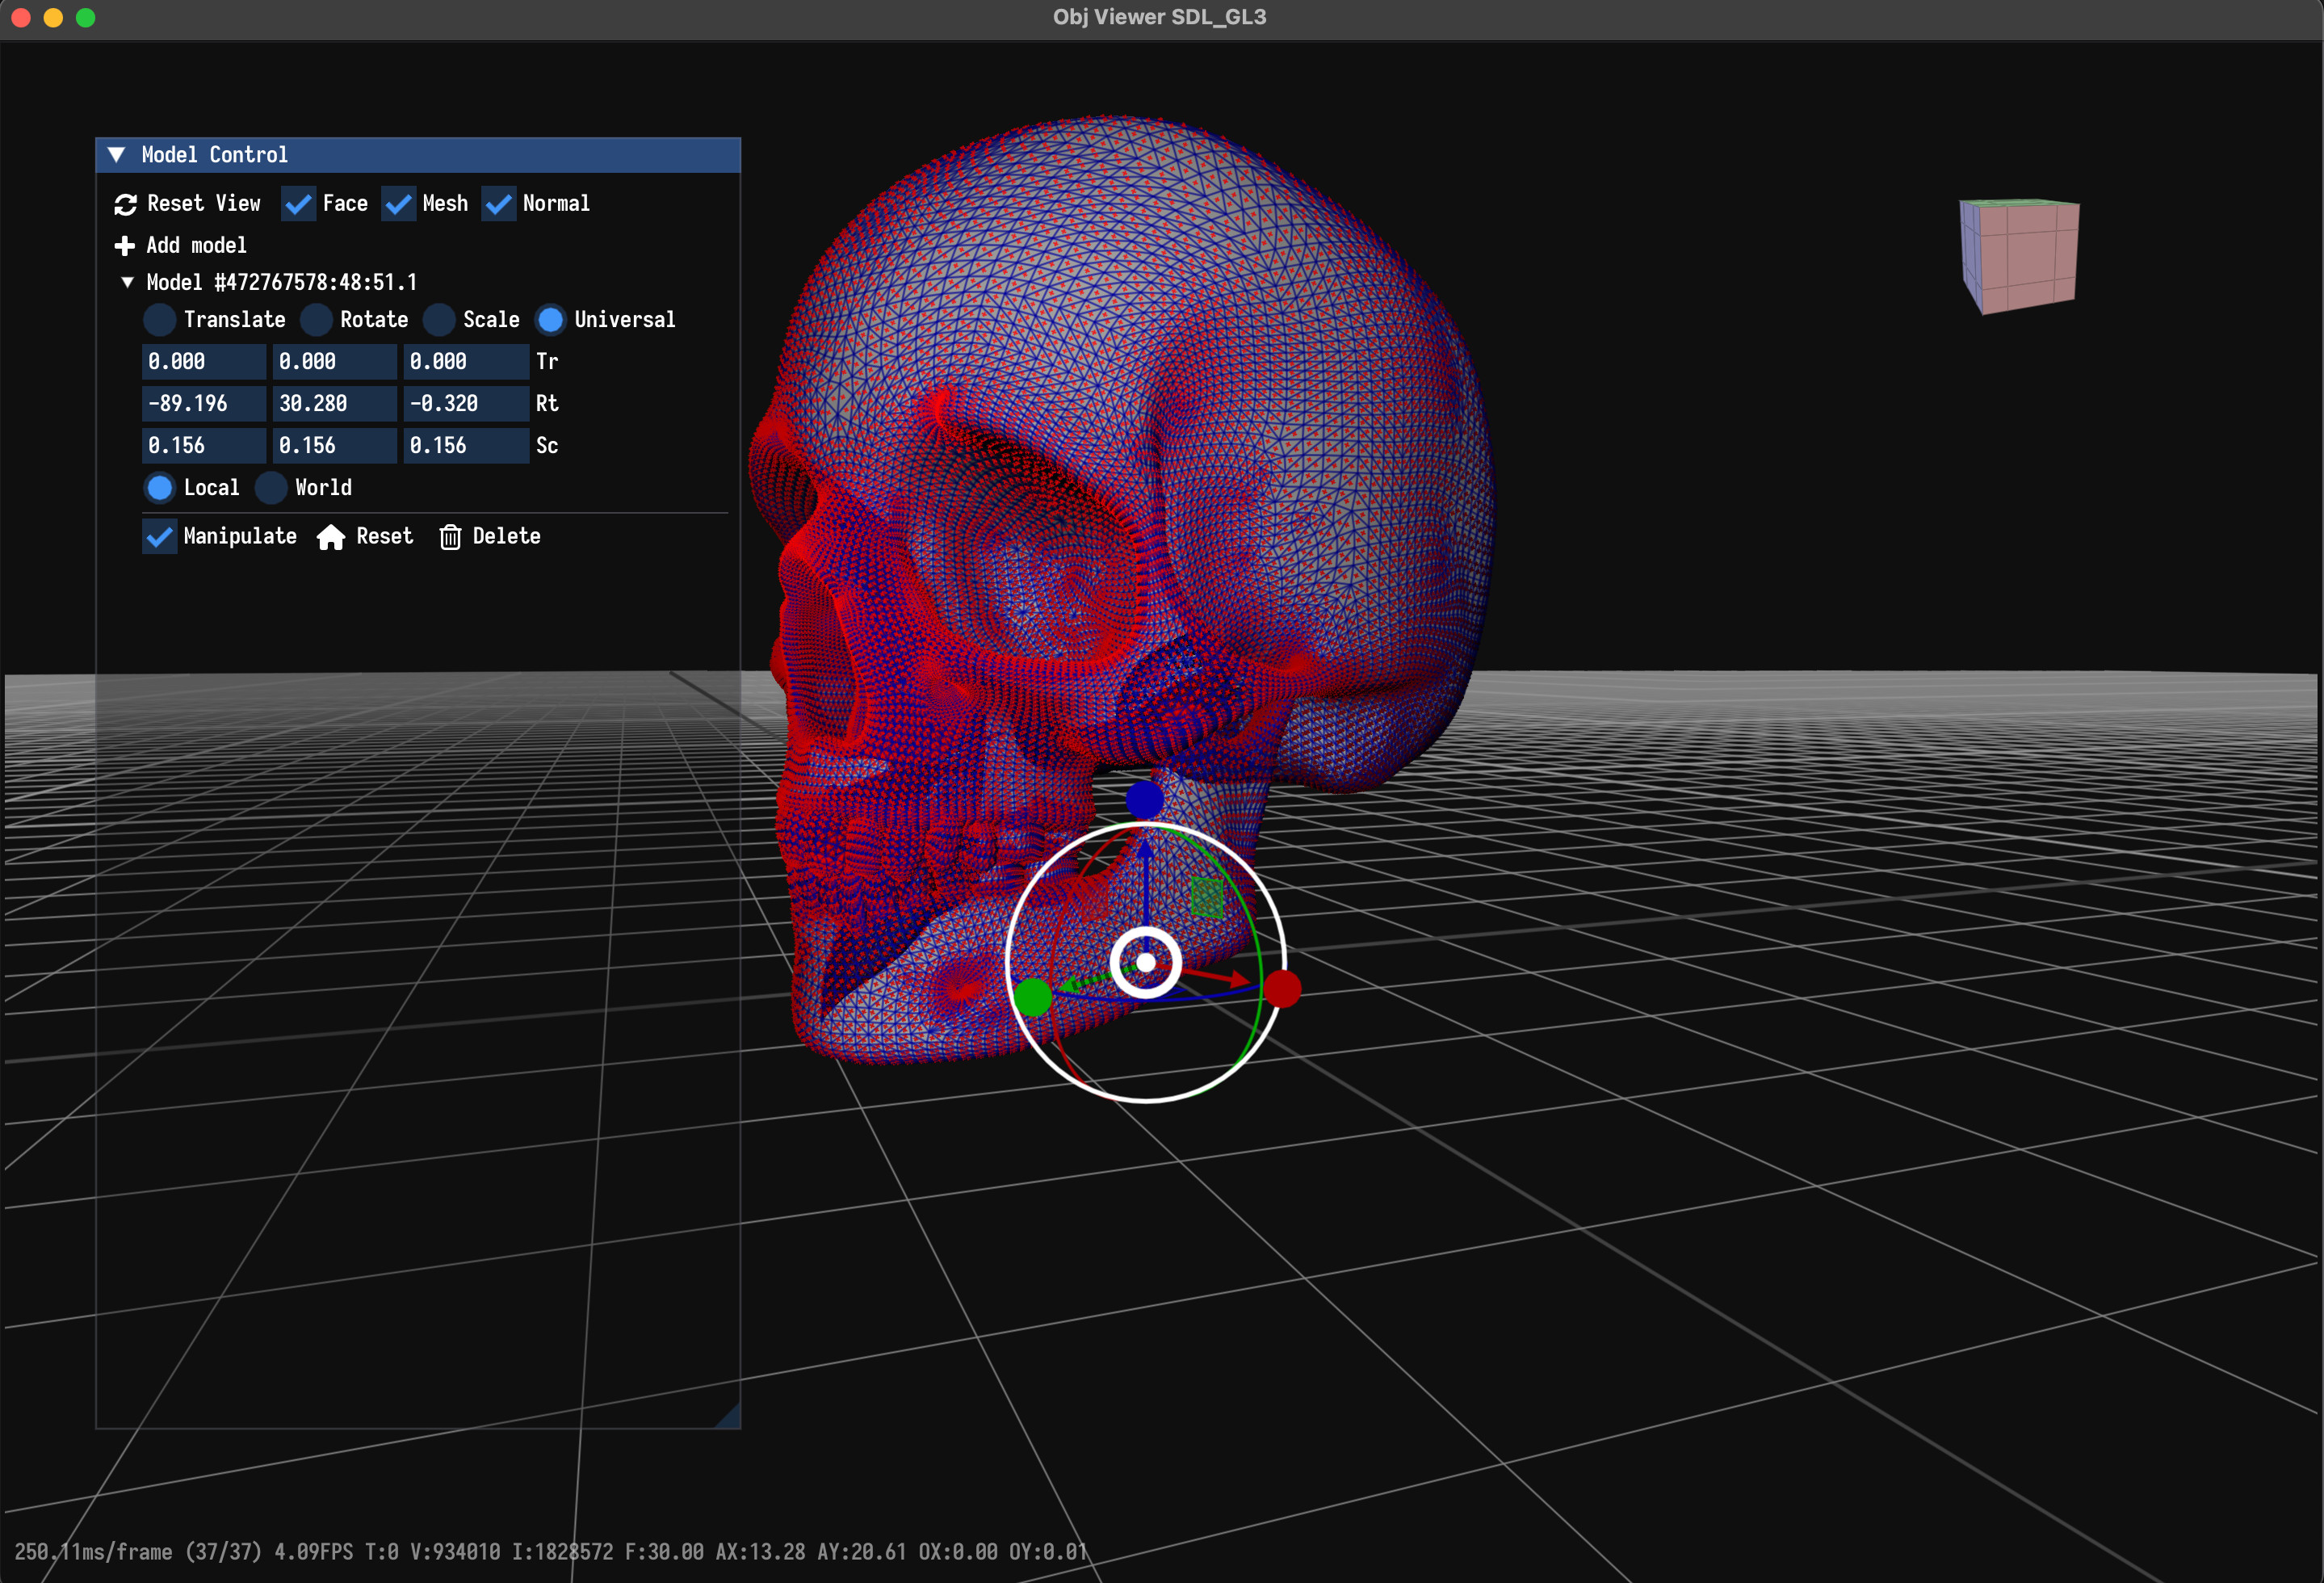 Obj Viewer SDL_GL3
Model Control
Reset View Face Mesh Normal
Add model
Model #472767578:48:51.1
Translate Rotate Scale Universal
0.000 0.000 0.000 Tr
-89.196 30.280 -0.320 Rt
0.156 0.156 0.156 Sc
Local World
Manipulate Reset Delete
250.11ms/frame (37/37) 4.09FPS T:0 V:934010 I:1828572 F:30.00 AX:13.28 AY:20.61 OX:0.00 OY:0.01